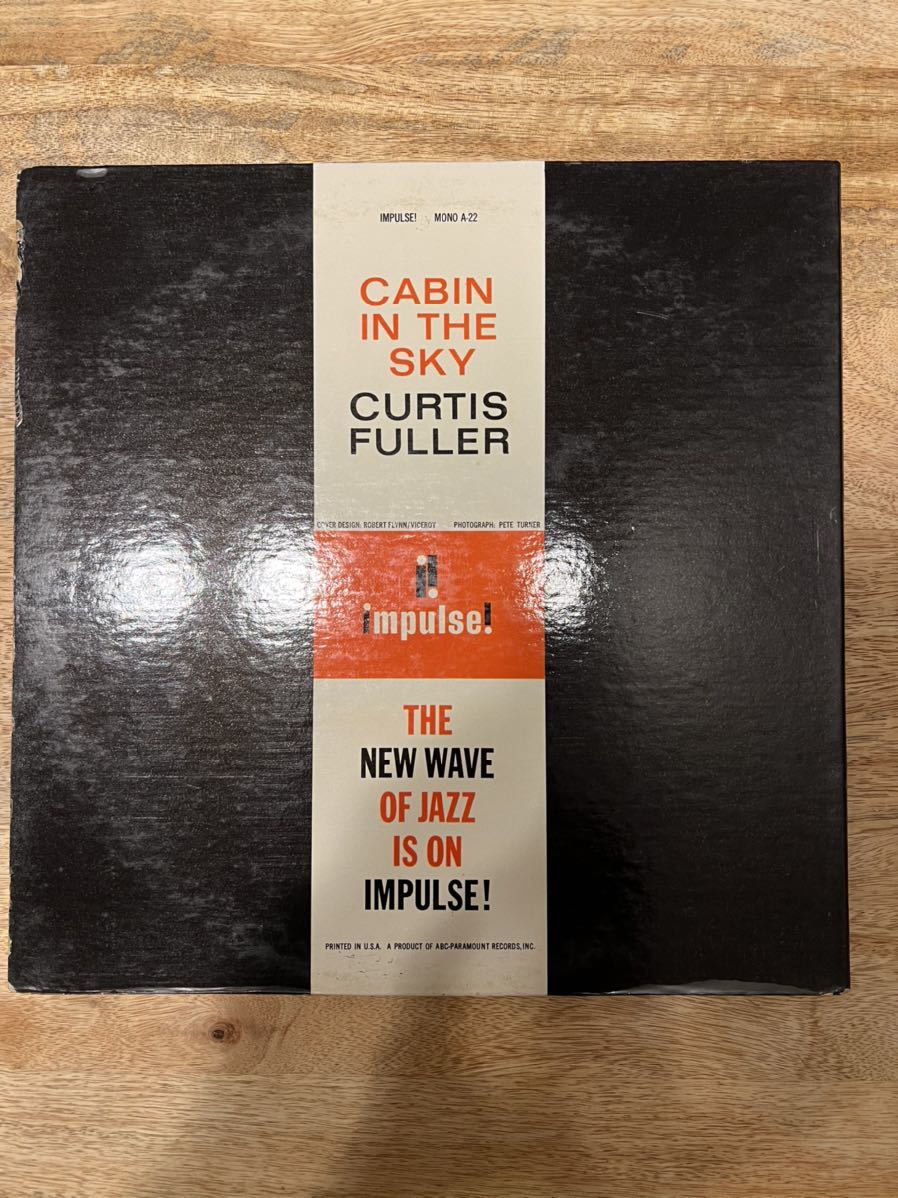 IMPULSE! MONO A-22
CABIN
IN THE
SKY
CURTIS
FULLER
COVER DESIGN: ROBERT FLYNN/VICEROY PHOTOGRAPH: PETE TURNER
impulse!
THE
NEW WAVE
OF JAZZ
IS ON
IMPULSE!
PRINTED IN U.S.A. A PRODUCT OF ABC-PARAMOUNT RECORDS, INC.